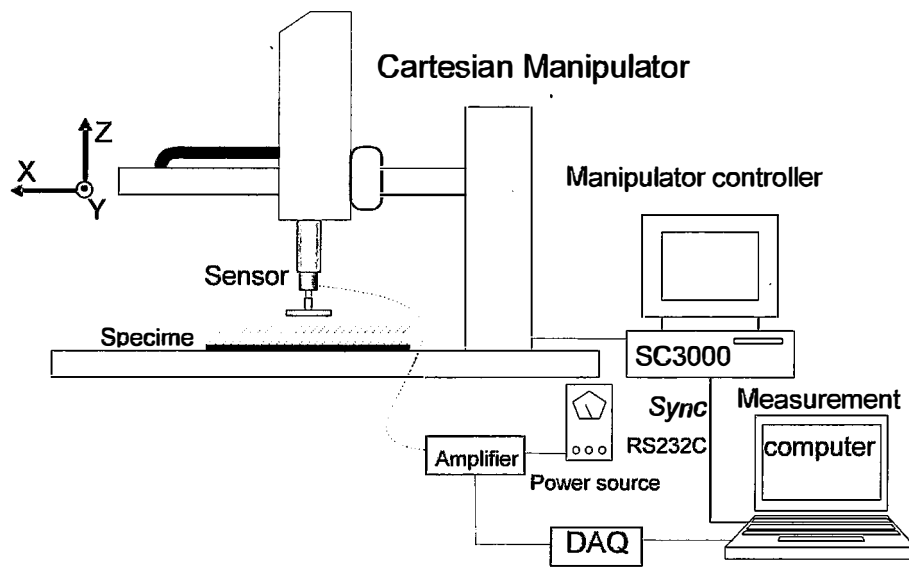 Cartesian Manipulator
Z
X
Y
Manipulator controller
Sensor
Specime
SC3000
Sync
RS232C
Measurement
computer
Amplifier
Power source
DAQ